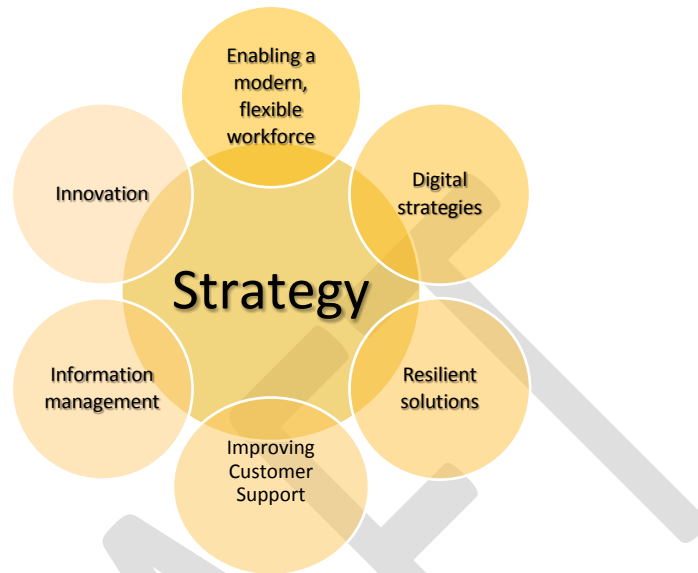 Enabling a
modern,
flexible
workforce
Digital
strategies
Innovation
Strategy
Resilient
solutions
Information
management
Improving
Customer
Support